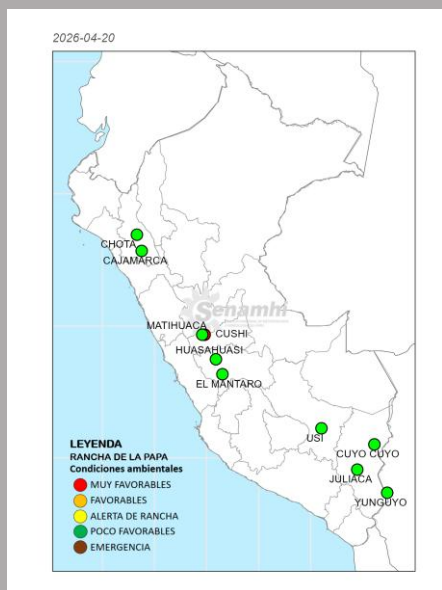 2026-04-20
CHOTA
CAJAMARCA
Senamhi
MATIHUACA
CUSHI
HUASAHUASI
EL MANTARO
USI
CUYO CUYO
JULIACA
YUNGUYO
LEYENDA
RANCHA DE LA PAPA
Condiciones ambientales
MUY FAVORABLES
FAVORABLES
ALERTA DE RANCHA
POCO FAVORABLES
EMERGENCIA